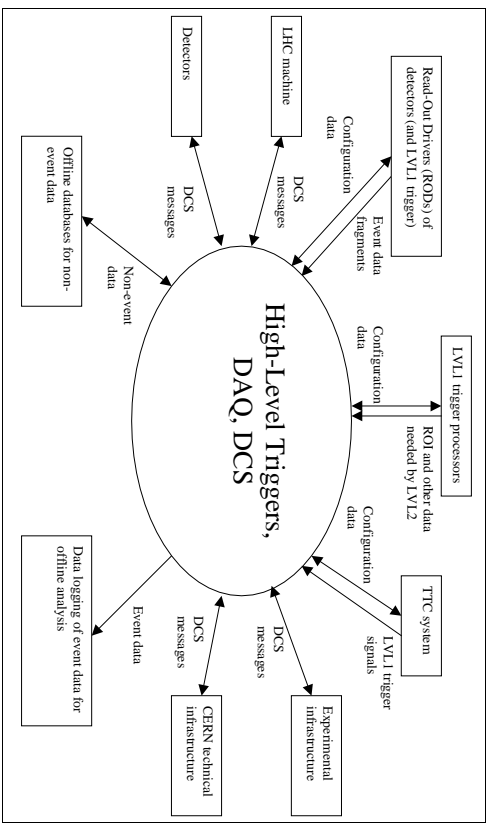 Read-Out Drivers (RODs) of
detectors (and LVL1 trigger)
LVL1 trigger processors
TTC system
Configuration
data
Event data
fragments
Configuration
data
ROI and other data
needed by LVL2
Configuration
data
LVL1 trigger
signals
LHC machine
DCS
messages
Experimental
infrastructure
DCS
messages
High-Level Triggers,
DAQ, DCS
Detectors
DCS
messages
CERN technical
infrastructure
DCS
messages
Offline databases for non-
event data
Non-event
data
Data logging of event data for
offline analysis
Event data